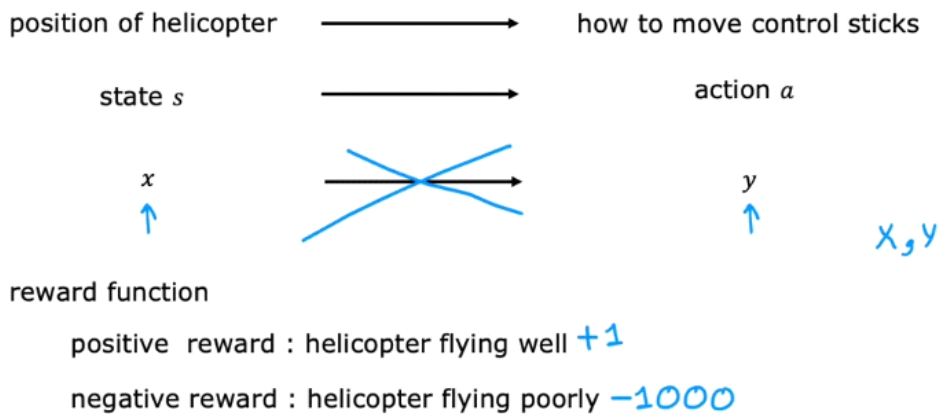 position of helicopter how to move control sticks
state s action a
x y
X, Y
reward function
positive reward : helicopter flying well +1
negative reward : helicopter flying poorly -1000